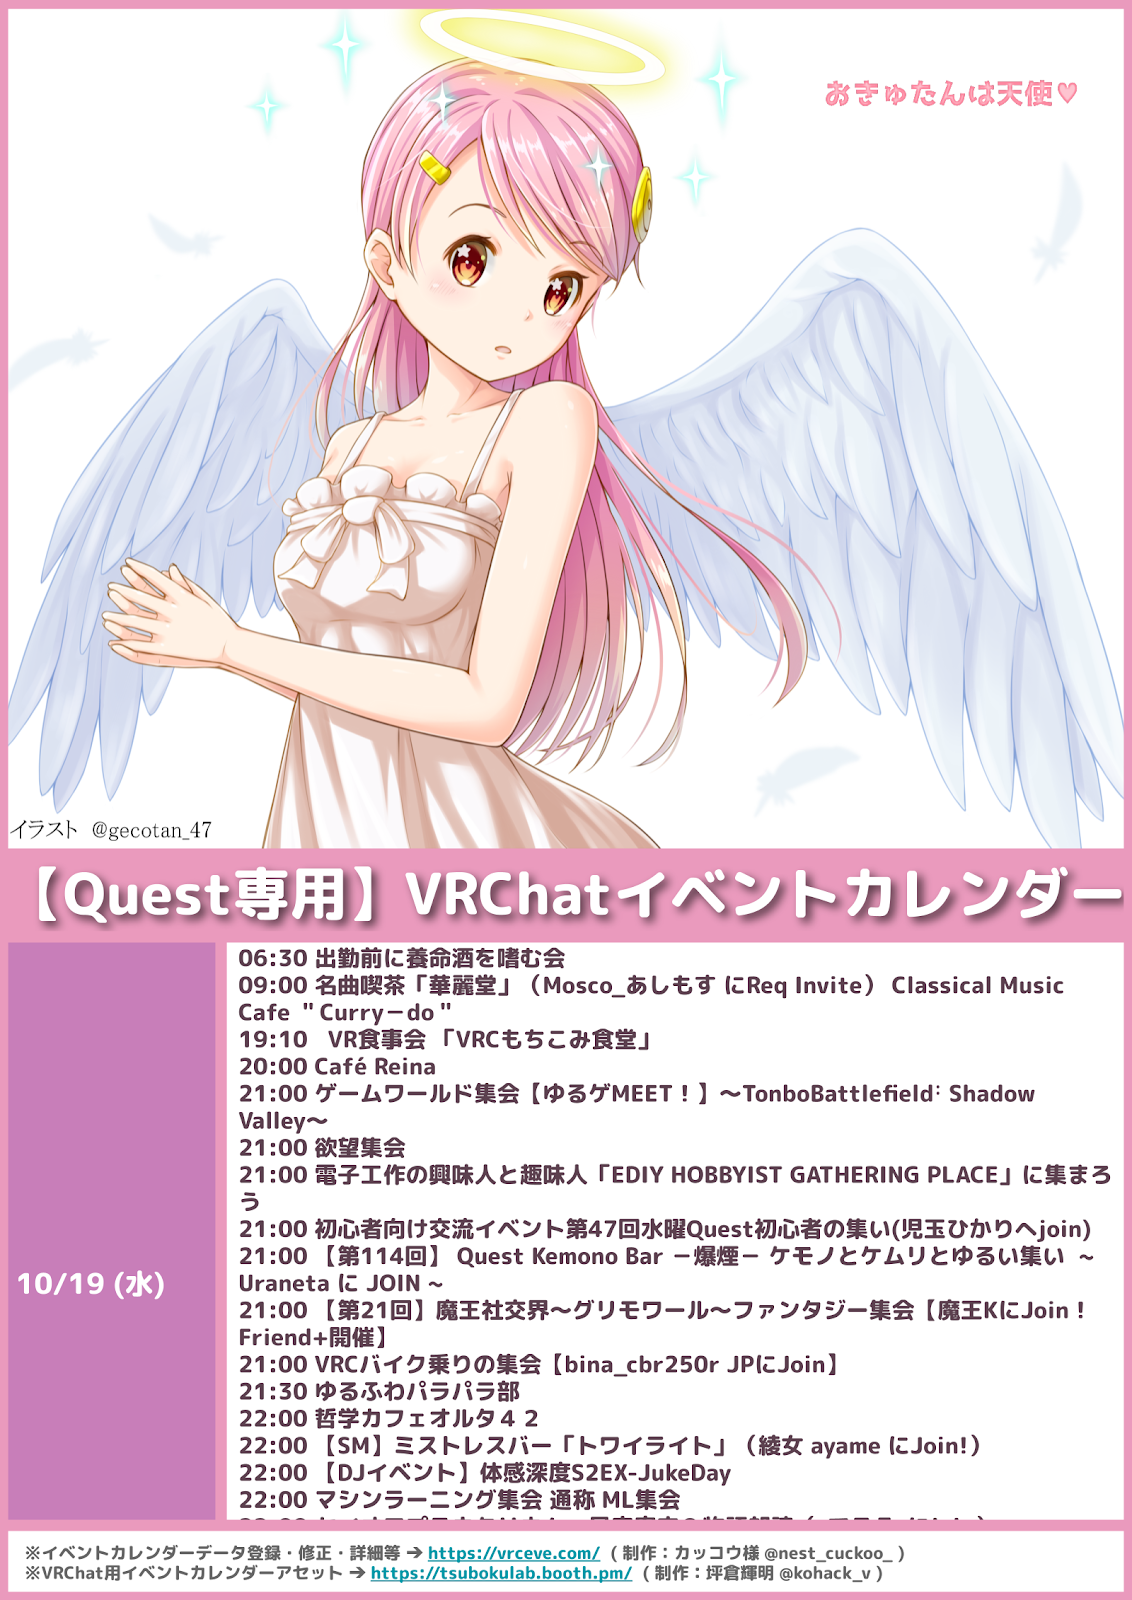 おきゅたんは天使♥
イラスト @gecotan_47
【Quest専用】VRChatイベントカレンダー
10/19 (水)
06:30 出勤前に養命酒を嗜む会
09:00 名曲喫茶「華麗堂」（Mosco_あしもす にReq Invite） Classical Music
Cafe ＂Curry－do＂
19:10 VR食事会 「VRCもちこみ食堂」
20:00 Café Reina
21:00 ゲームワールド集会【ゆるゲMEET！】～TonboBattlefield: Shadow
Valley～
21:00 欲望集会
21:00 電子工作の興味人と趣味人「EDIY HOBBYIST GATHERING PLACE」に集まろ
う
21:00 初心者向け交流イベント第47回水曜Quest初心者の集い(児玉ひかりへjoin)
21:00 【第114回】 Quest Kemono Bar －爆煙－ ケモノとケムリとゆるい集い ~
Uraneta に JOIN ~
21:00 【第21回】魔王社交界～グリモワール～ファンタジー集会【魔王KにJoin！
Friend+開催】
21:00 VRCバイク乗りの集会【bina_cbr250r JPにJoin】
21:30 ゆるふわパラパラ部
22:00 哲学カフェオルタ４２
22:00 【SM】ミストレスバー「トワイライト」（綾女 ayame にJoin!）
22:00 【DJイベント】体感深度S2EX-JukeDay
22:00 マシンラーニング集会 通称 ML集会
※イベントカレンダーデータ登録・修正・詳細等 ➔ https://vrceve.com/ ( 制作：カッコウ様 @nest_cuckoo_ )
※VRChat用イベントカレンダーアセット ➔ https://tsubokulab.booth.pm/ ( 制作：坪倉輝明 @kohack_v )